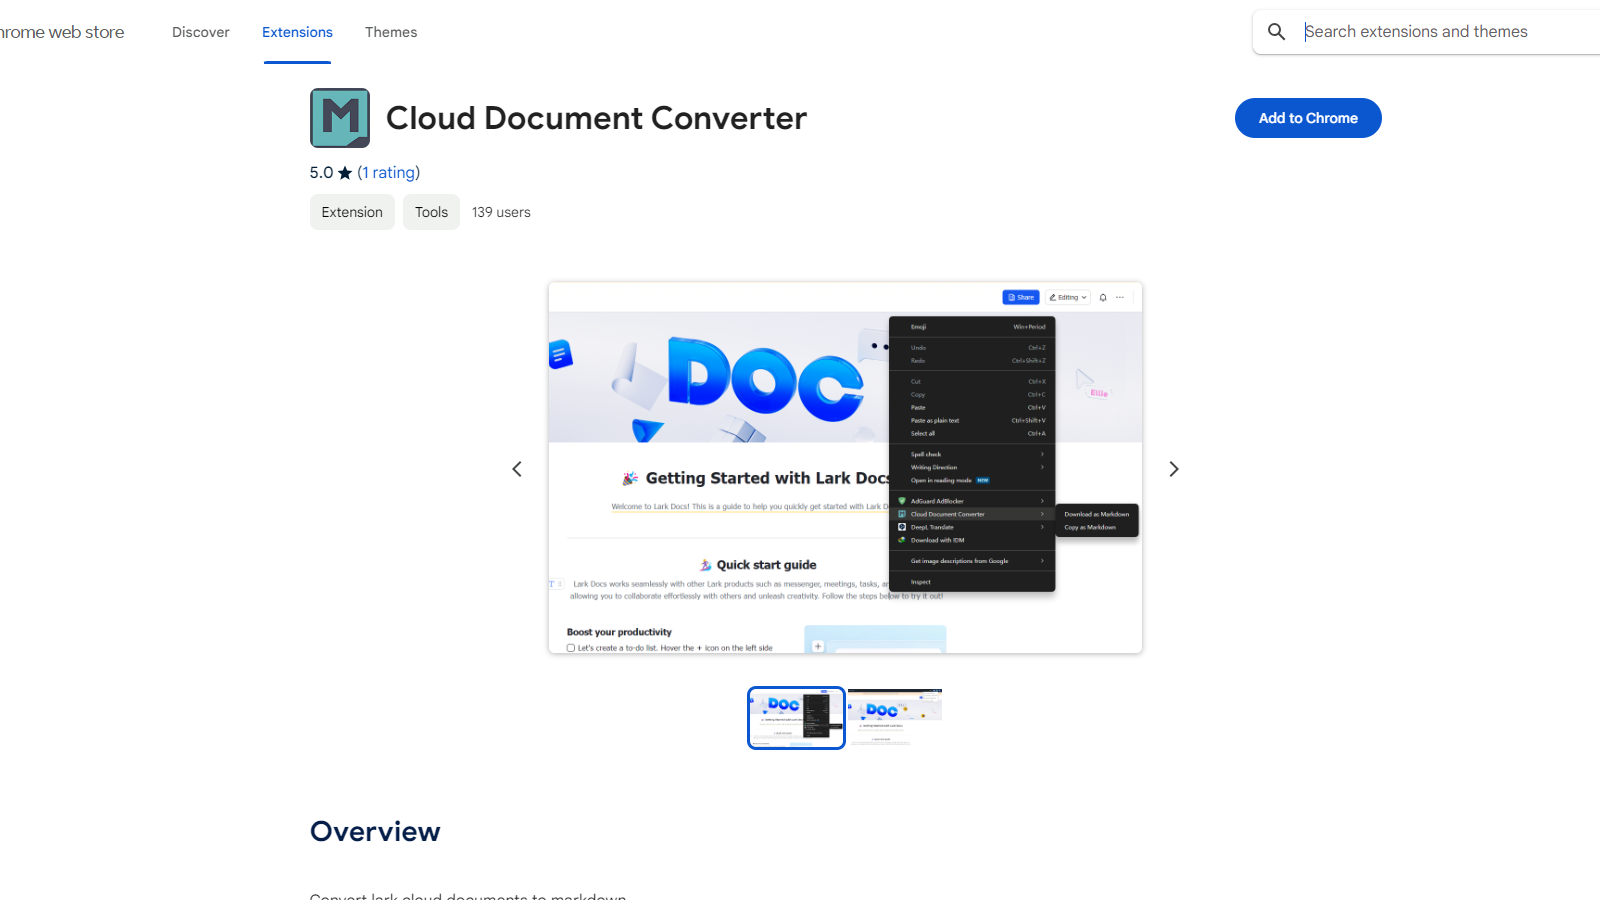 hrome web store
Discover
Extensions
Themes
Search extensions and themes
M
Cloud Document Converter
Add to Chrome
5.0 ★ (1 rating)
Extension
Tools
139 users
Share
Editing
DOC
Ellie
Emoji Win+Period
Undo Ctrl+Z
Redo Ctrl+Shift+Z
Cut Ctrl+X
Copy Ctrl+C
Paste Ctrl+V
Paste as plain text Ctrl+Shift+V
Select all Ctrl+A
Spell check
Writing Direction
Open in reading mode NEW
AdGuard AdBlocker
Cloud Document Converter
DeepL Translate
Download with IDM
Get image descriptions from Google
Inspect
Download as Markdown
Copy as Markdown
Getting Started with Lark Docs
Welcome to Lark Docs! This is a guide to help you quickly get started with Lark D
Quick start guide
Lark Docs works seamlessly with other Lark products such as messenger, meetings, tasks, a
allowing you to collaborate effortlessly with others and unleash creativity. Follow the steps below to try it out!
Boost your productivity
Let's create a to-do list. Hover the + icon on the left side
DOC
DOC
Overview
Convert lark cloud documents to markdown